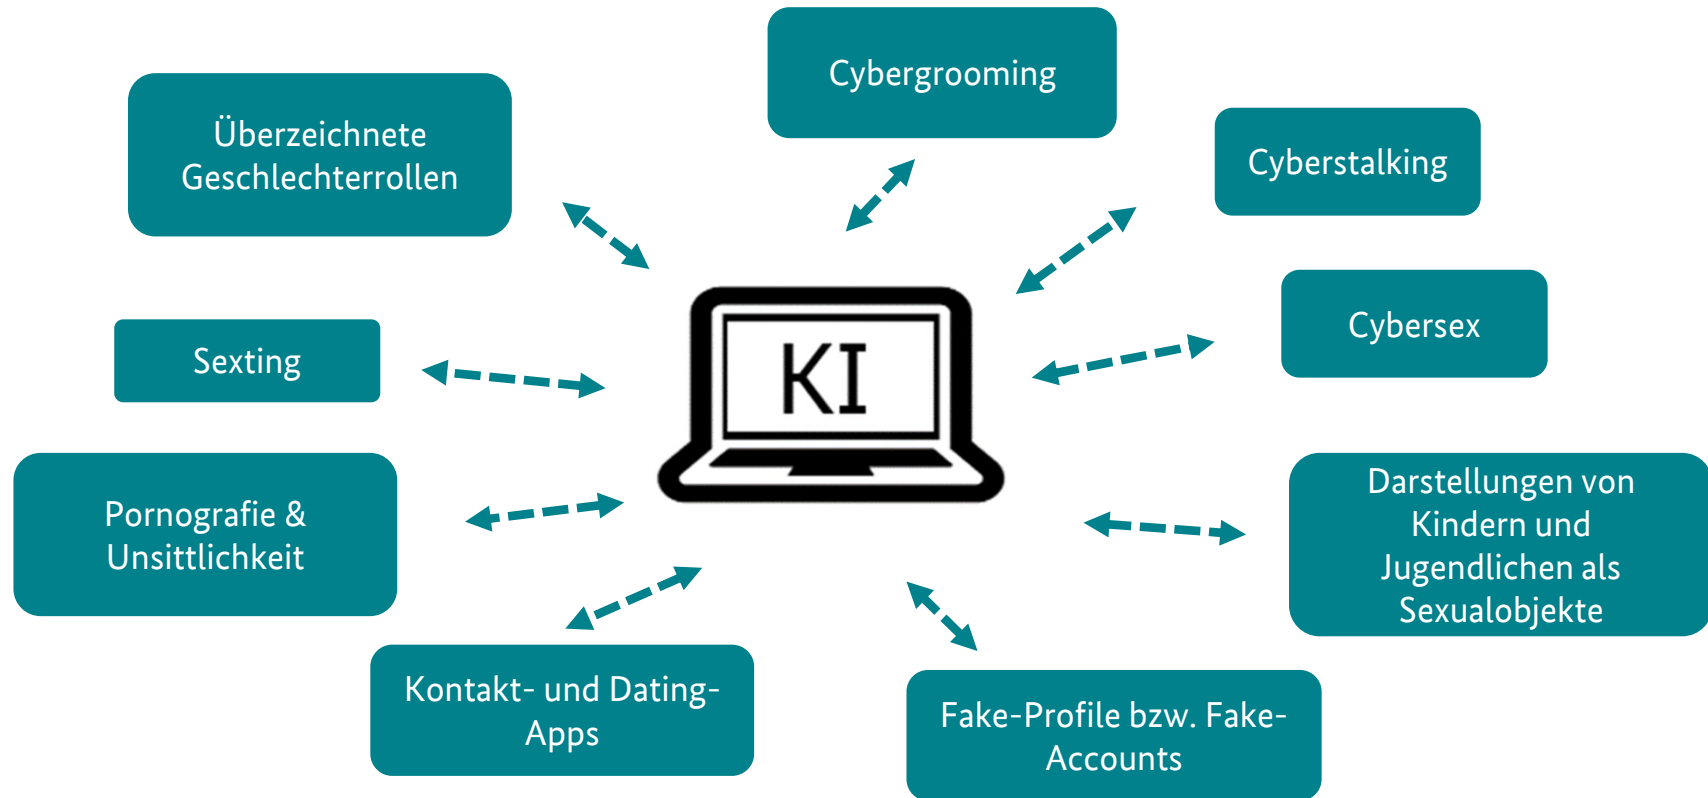 Cybergrooming
Überzeichnete
Geschlechterrollen
Cyberstalking
Cybersex
KI
Sexting
Pornografie &
Unsittlichkeit
Darstellungen von
Kindern und
Jugendlichen als
Sexualobjekte
Kontakt- und Dating-
Apps
Fake-Profile bzw. Fake-
Accounts